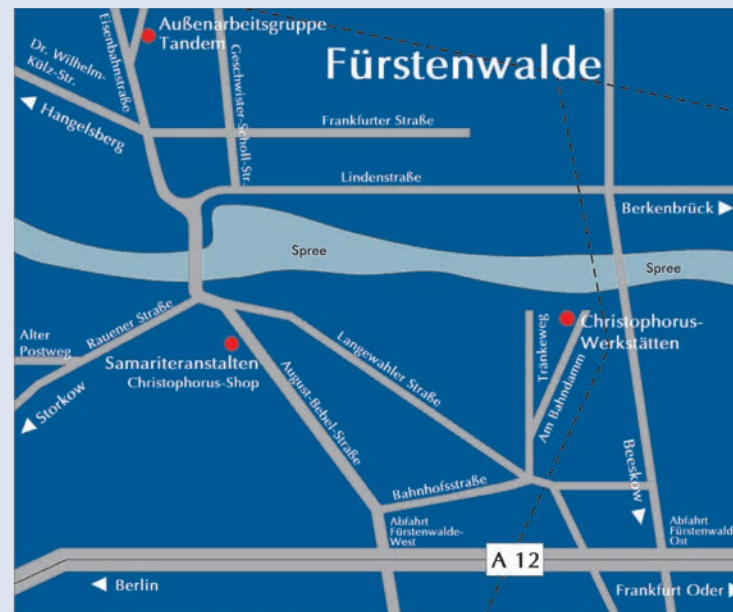 Außenarbeitsgruppe
Tandem
Eisenbahnstraße
Geschwister-Scholl-Str.
Dr. Wilhelm-
Külz-Str.
Fürstenwalde
Hangelsberg
Frankfurter Straße
Lindenstraße
Berkenbrück
Spree
Spree
Alter
Postweg
Rauener Straße
Storkow
Samariteranstalten
Christophorus-Shop
Langewahler Straße
August-Bebel-Straße
Tränkeweg
Am Bahndamm
Christophorus-
Werkstätten
Bahnhofsstraße
Beeskow
Abfahrt
Fürstenwalde-
West
Abfahrt
Fürstenwald
Ost
A 12
Berlin
Frankfurt Oder